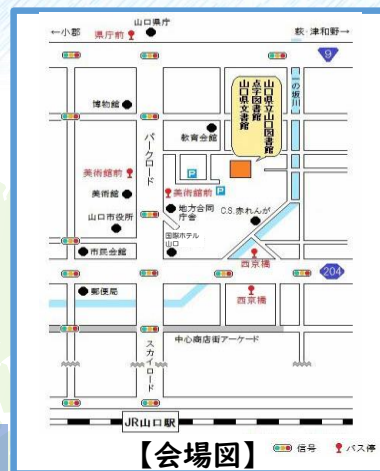 山口県庁
←小郡
県庁前
萩・津和野→
9
博物館
パークロード
教育会館
山口県立山口図書館
点字図書館
山口県文書館
一の坂川
美術館前
P
美術館
美術館前
P
地方合同
庁舎
C.S.赤れんが
山口市役所
国際ホテル
山口
市民会館
西京橋
204
郵便局
西京橋
中心商店街アーケード
スカイロード
JR山口駅
【会場図】
信号
バス停